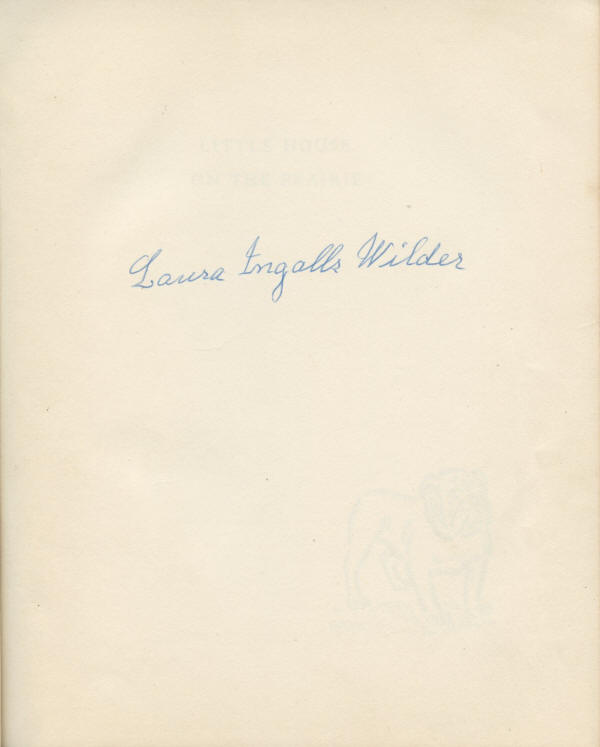 LITTLE HOUSE
ON THE PRAIRIE
Laura Ingalls Wilder